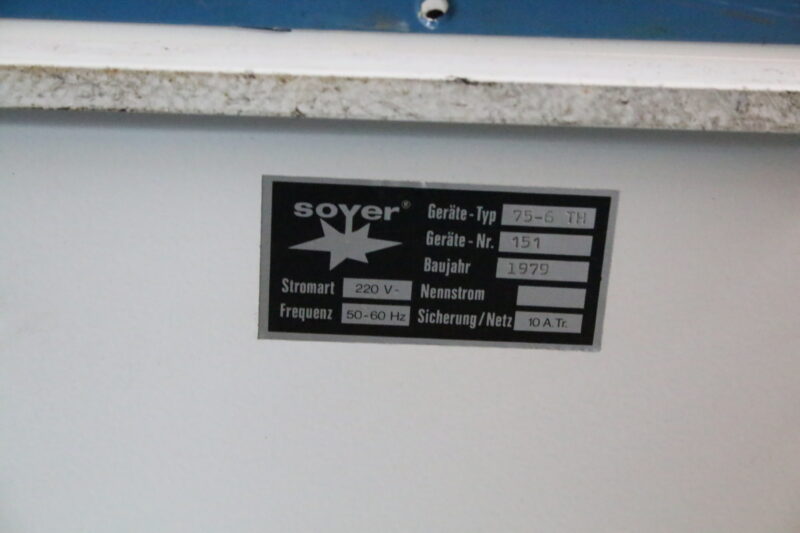 soyer®
Geräte-Typ 75-6 TH
Geräte-Nr. 151
Baujahr 1979
Stromart 220 V~ Nennstrom
Frequenz 50-60 Hz Sicherung/Netz 10 A.Tr.